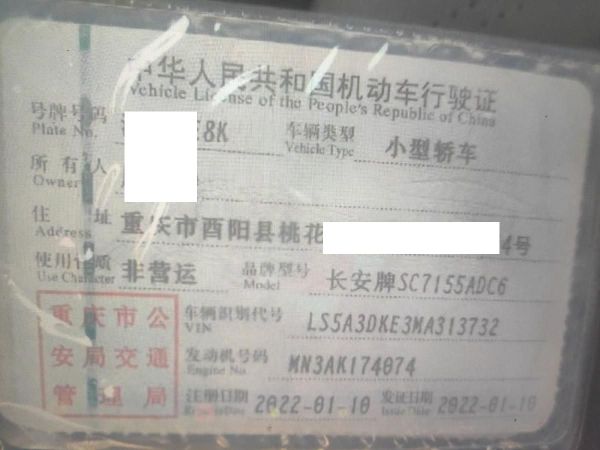 中华人民共和国机动车行驶证
Vehicle License of the People's Republic of China
号牌号码 8K 车辆类型 小型轿车
Plate No. Vehicle Type
所有人
Owner
住址 重庆市酉阳县桃花 4号
Address
使用性质 非营运 品牌型号 长安牌SC7155ADC6
Use Character Model
重庆市公安局交通管理局
车辆识别代号 LS5A3DKE3MA313732
VIN
发动机号码 MN3AK174074
Engine No.
注册日期 2022-01-10 发证日期 2022-01-10
Register Date Issue Date